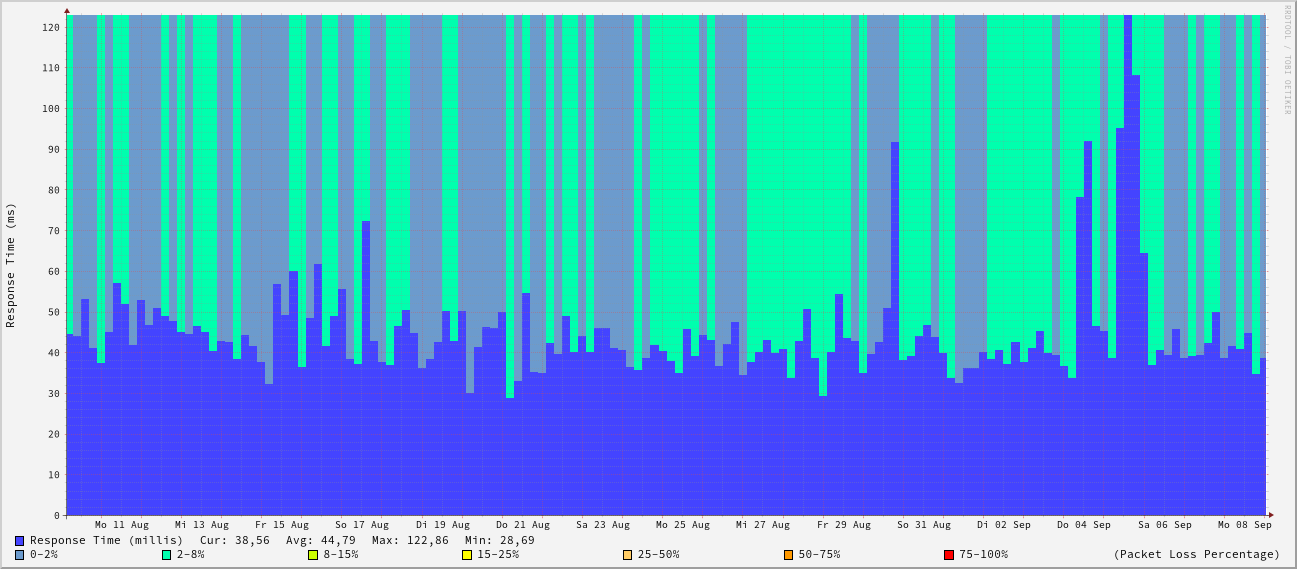 RRDTOOL / TOBI OETIKER
Response Time (ms)
120
110
100
90
80
70
60
50
40
30
20
10
0
Mo 11 Aug Mi 13 Aug Fr 15 Aug So 17 Aug Di 19 Aug Do 21 Aug Sa 23 Aug Mo 25 Aug Mi 27 Aug Fr 29 Aug So 31 Aug Di 02 Sep Do 04 Sep Sa 06 Sep Mo 08 Sep
Response Time (millis) Cur: 38,56 Avg: 44,79 Max: 122,86 Min: 28,69
0-2% 2-8% 8-15% 15-25% 25-50% 50-75% 75-100% (Packet Loss Percentage)